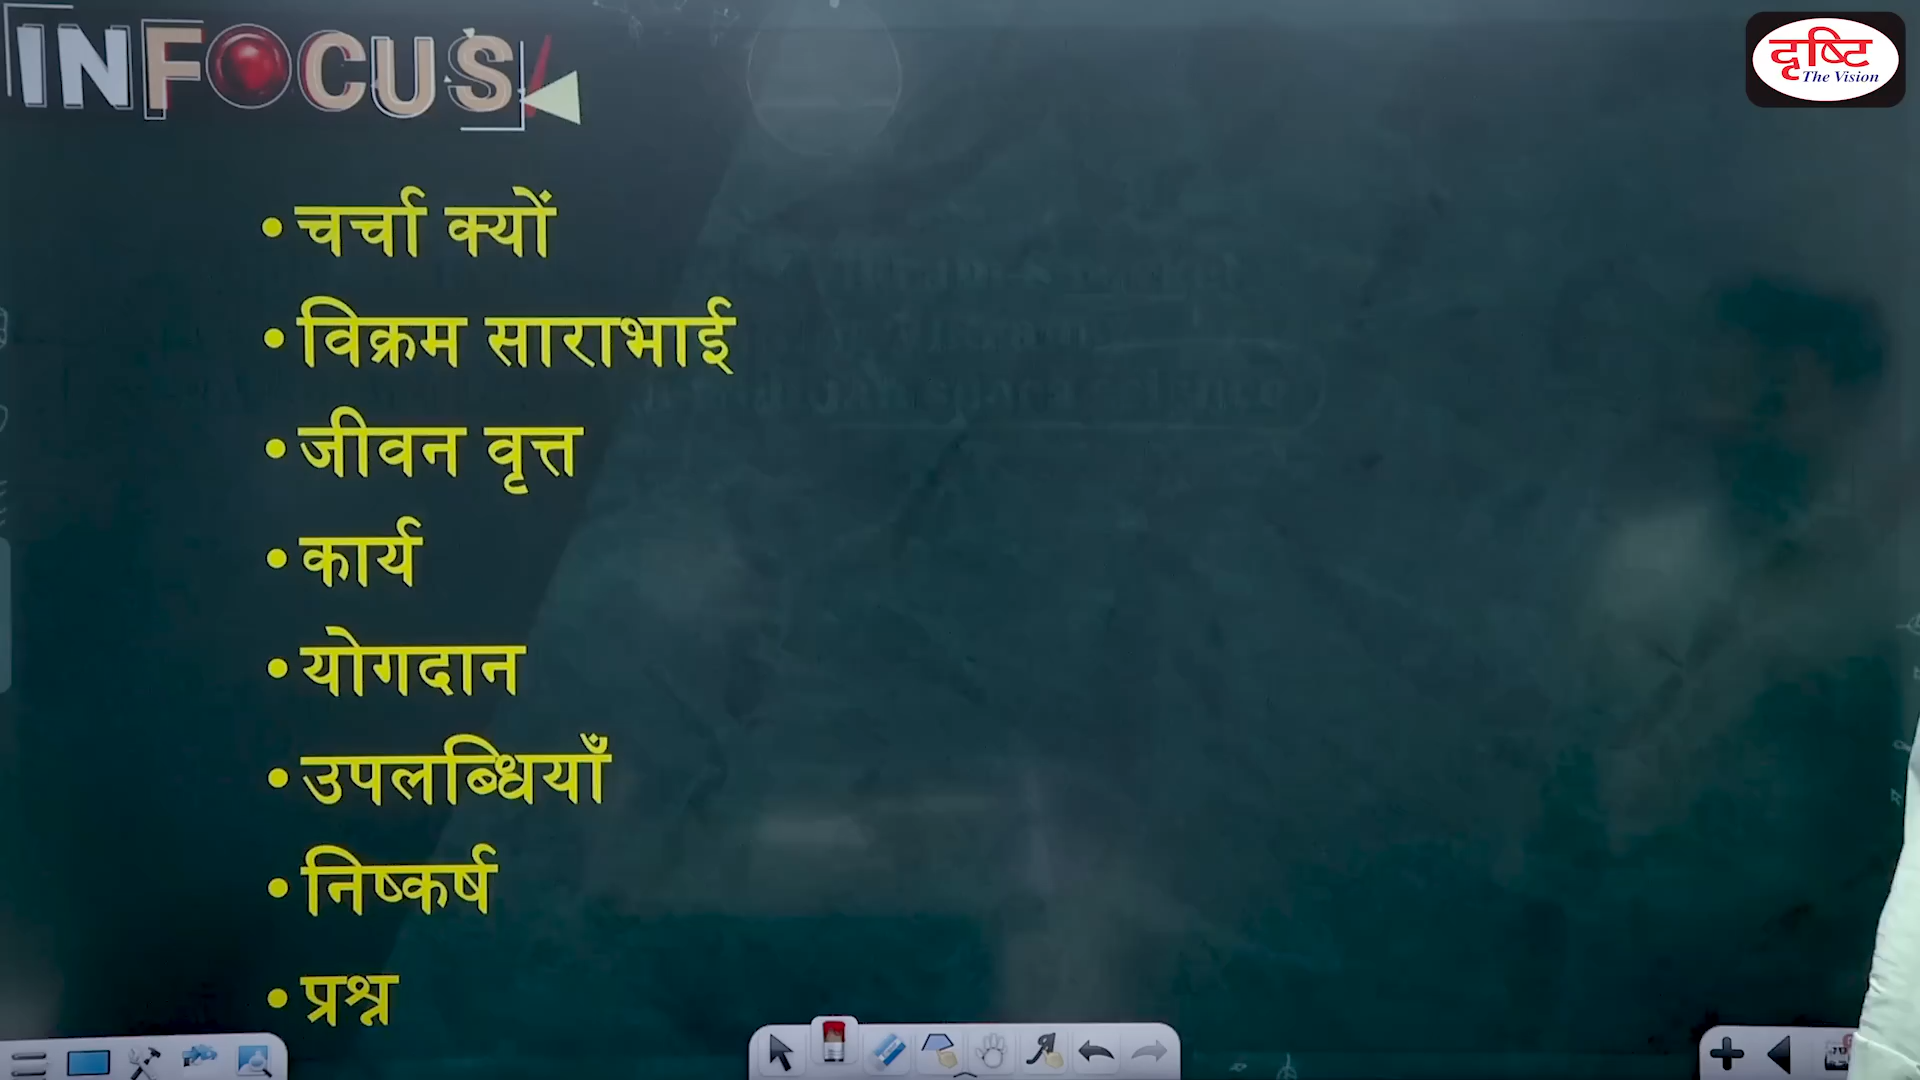 INFOCUS
दृष्टि
The Vision
• चर्चा क्यों
• विक्रम साराभाई
• जीवन वृत्त
• कार्य
• योगदान
• उपलब्धियाँ
• निष्कर्ष
• प्रश्न